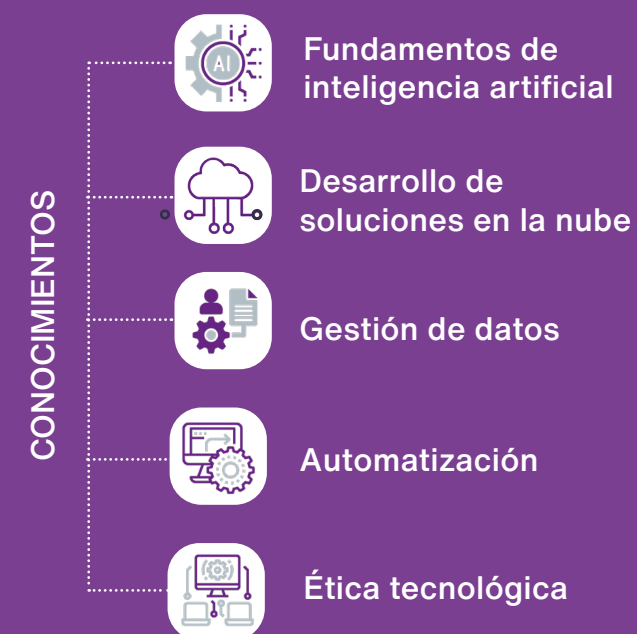 CONOCIMIENTOS
AI
Fundamentos de
inteligencia artificial
Desarrollo de
soluciones en la nube
Gestión de datos
Automatización
Ética tecnológica